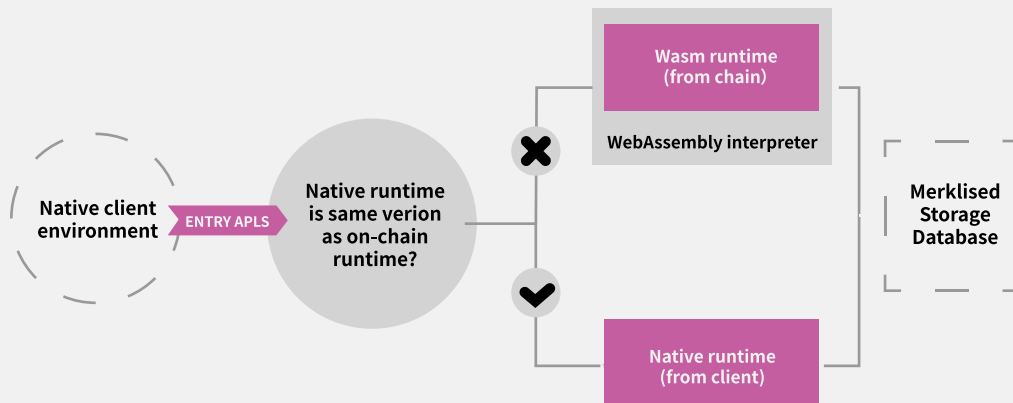 Native client
environment
ENTRY APLS
Native runtime
is same verion
as on-chain
runtime?
Wasm runtime
(from chain)
WebAssembly interpreter
Native runtime
(from client)
Merklised
Storage
Database